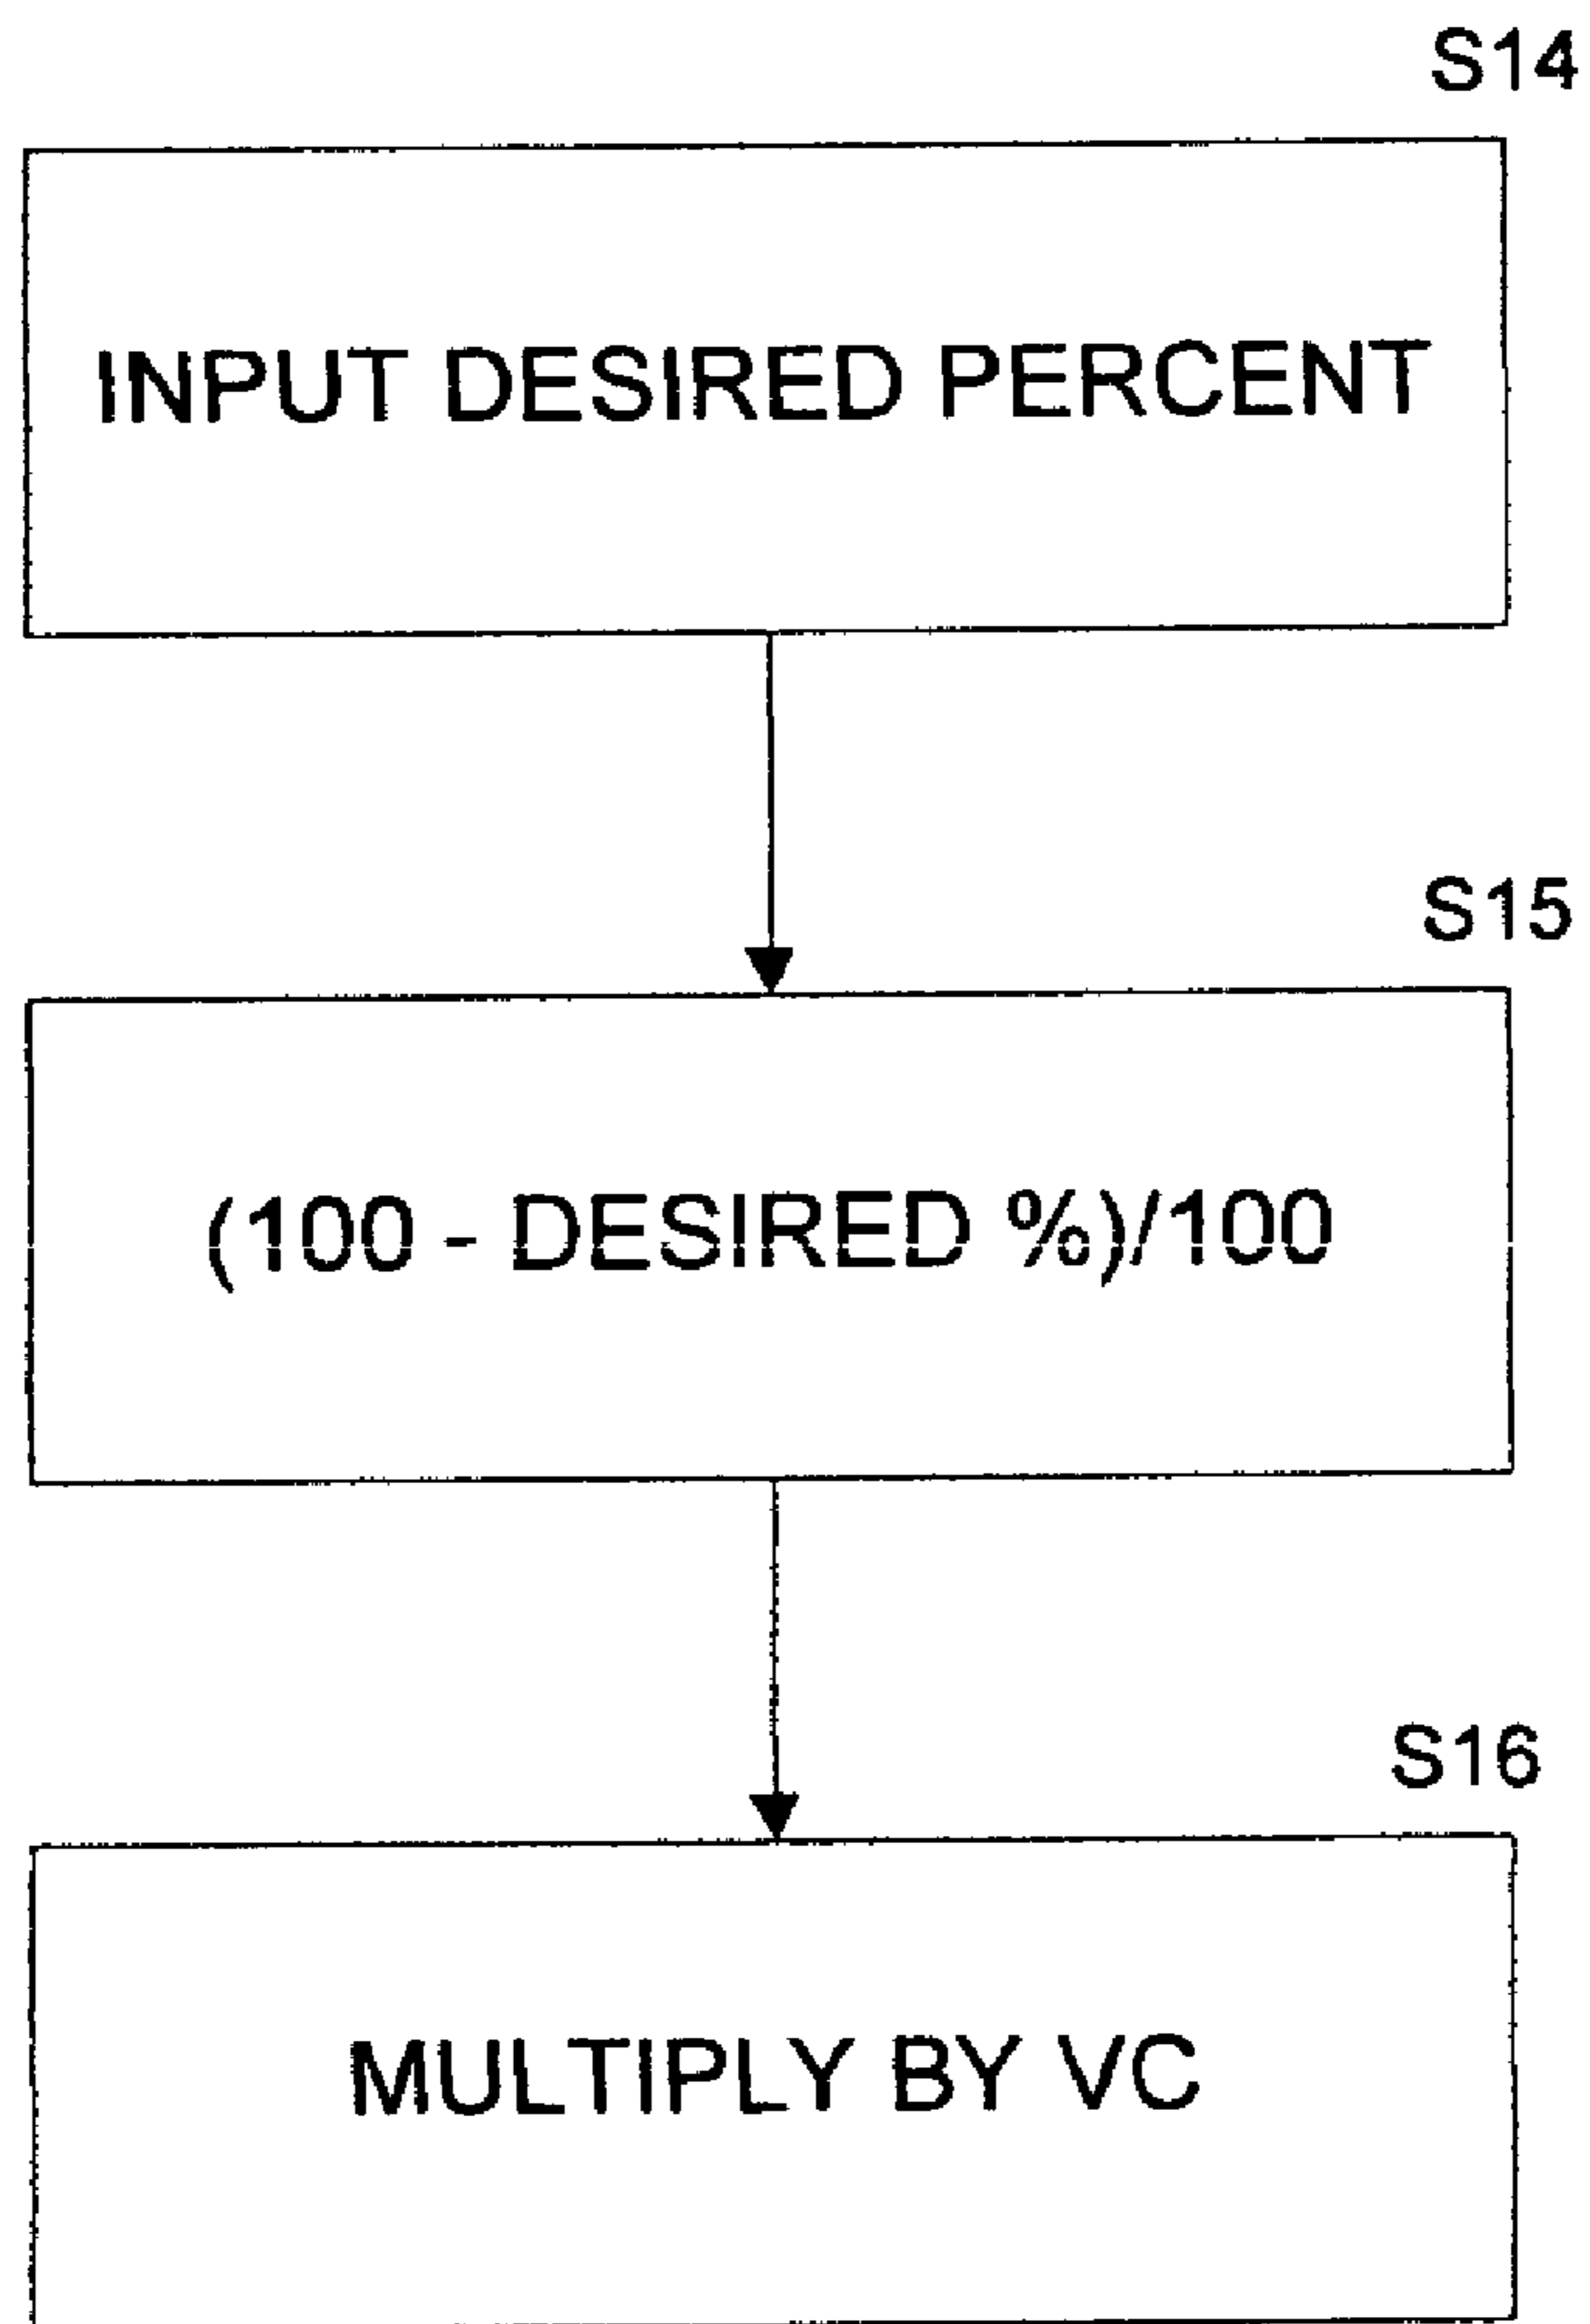 S14
INPUT DESIRED PERCENT
S15
(100 - DESIRED %)/100
S16
MULTIPLY BY VC